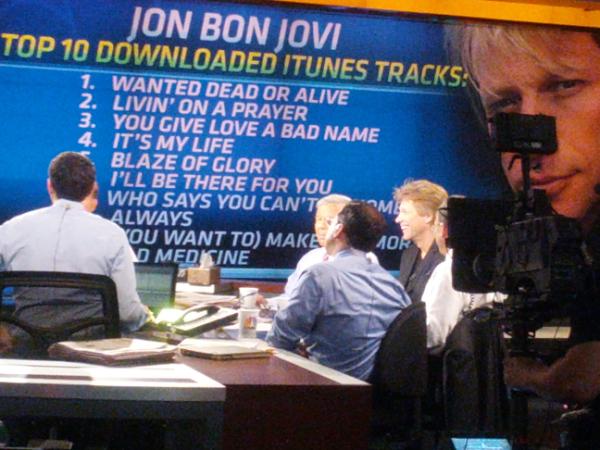 JON BON JOVI
TOP 10 DOWNLOADED ITUNES TRACKS:
1. WANTED DEAD OR ALIVE
2. LIVIN' ON A PRAYER
3. YOU GIVE LOVE A BAD NAME
4. IT'S MY LIFE
BLAZE OF GLORY
I'LL BE THERE FOR YOU
WHO SAYS YOU CAN'T
ALWAYS
YOU WANT TO) MAKE
MEDICINE